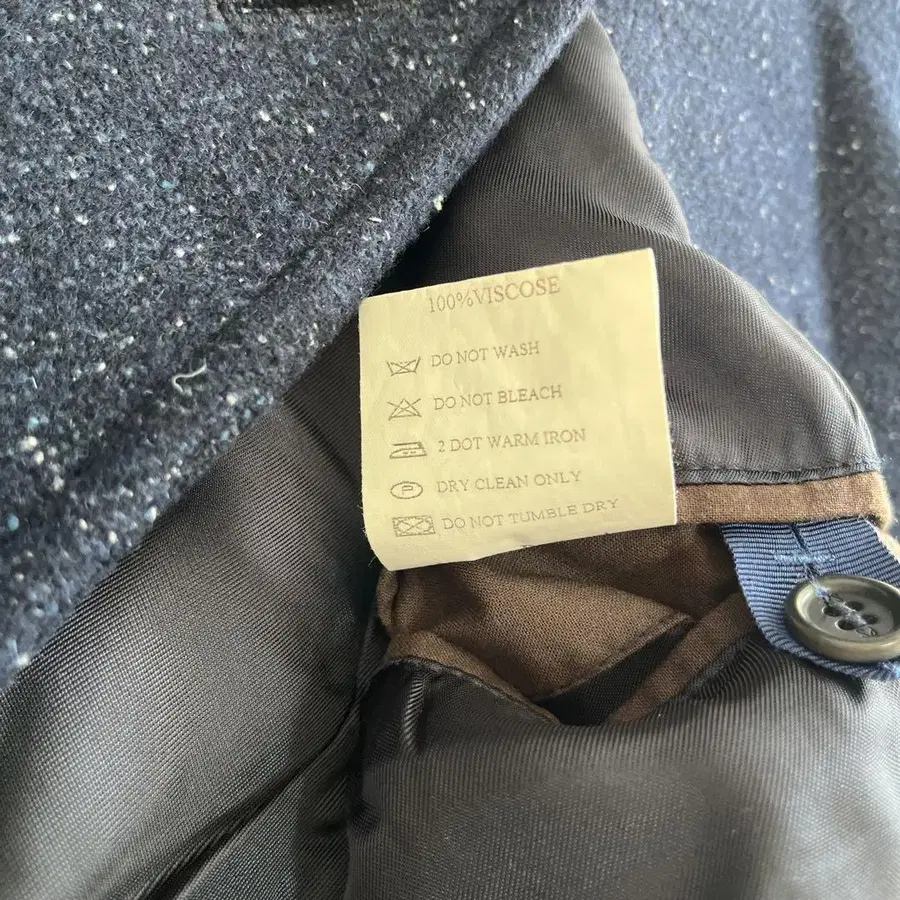 100%VISCOSE
DO NOT WASH
DO NOT BLEACH
2 DOT WARM IRON
P DRY CLEAN ONLY
DO NOT TUMBLE DRY